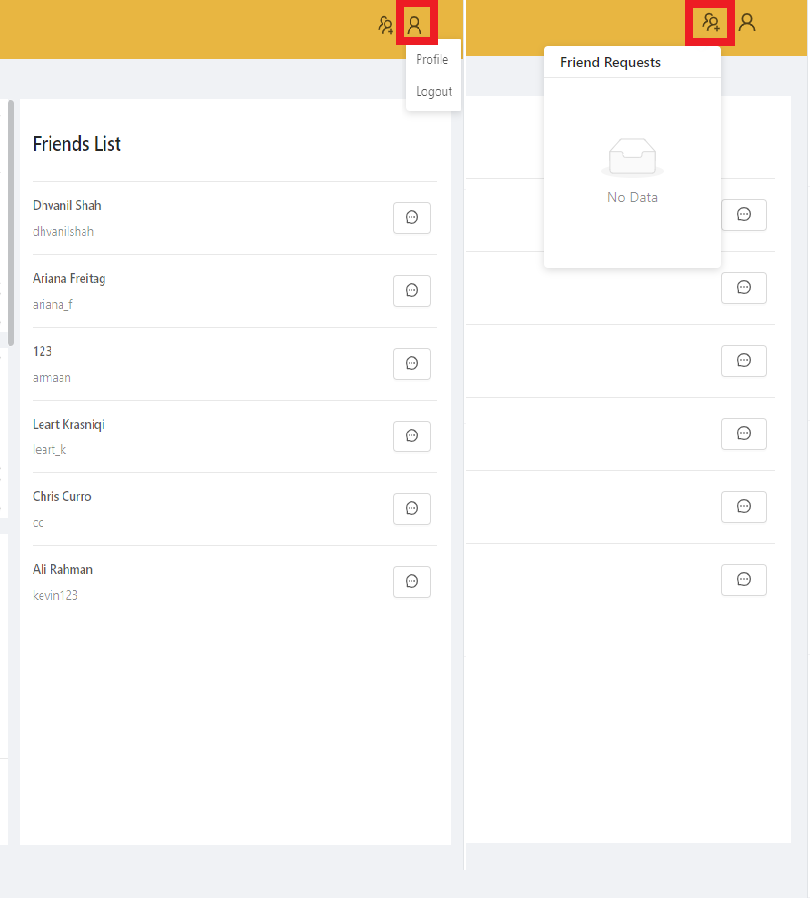 Profile
Logout
Friends List
Dhvanil Shah
dhvanilshah
Ariana Freitag
ariana_f
123
armaan
Leart Krasniqi
leart_k
Chris Curro
cc
Ali Rahman
kevin123
Friend Requests
No Data